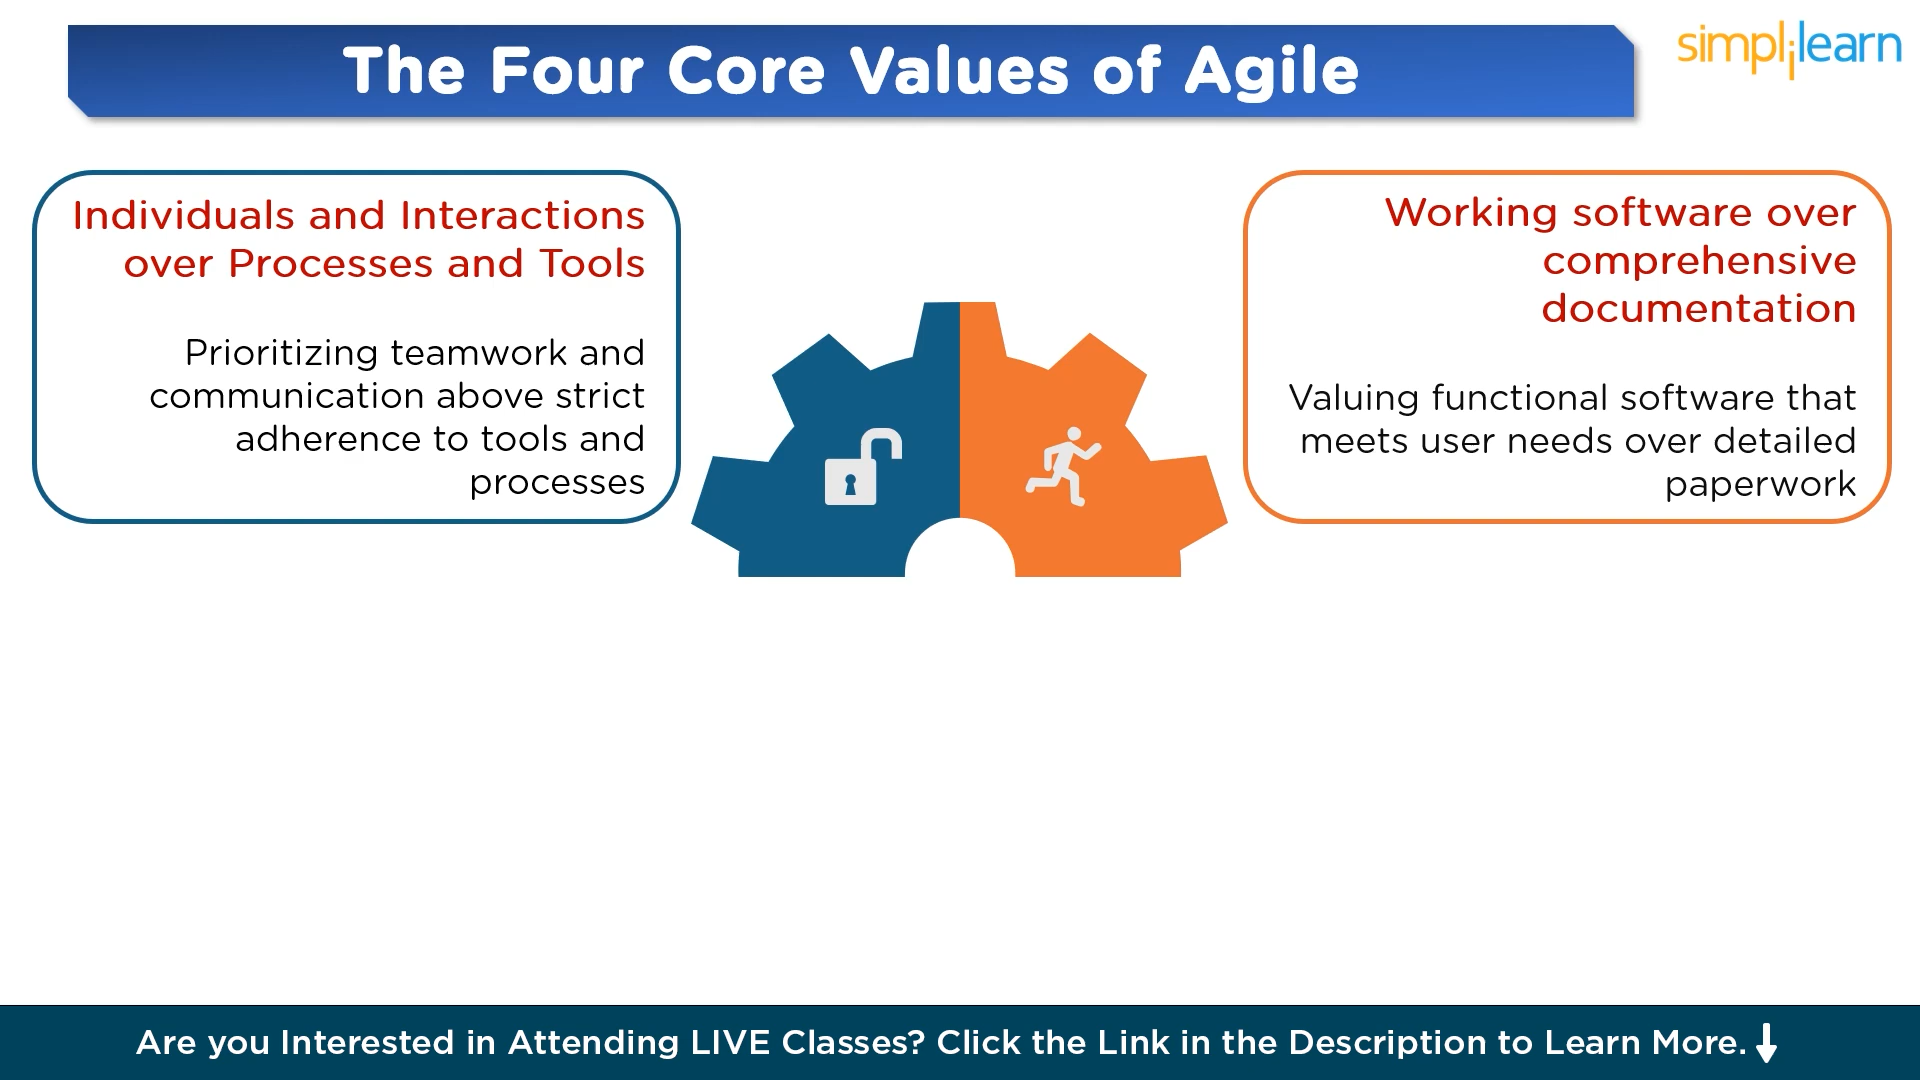 The Four Core Values of Agile
simplilearn
Individuals and Interactions
over Processes and Tools
Prioritizing teamwork and
communication above strict
adherence to tools and
processes
Working software over
comprehensive
documentation
Valuing functional software that
meets user needs over detailed
paperwork
Are you Interested in Attending LIVE Classes? Click the Link in the Description to Learn More.